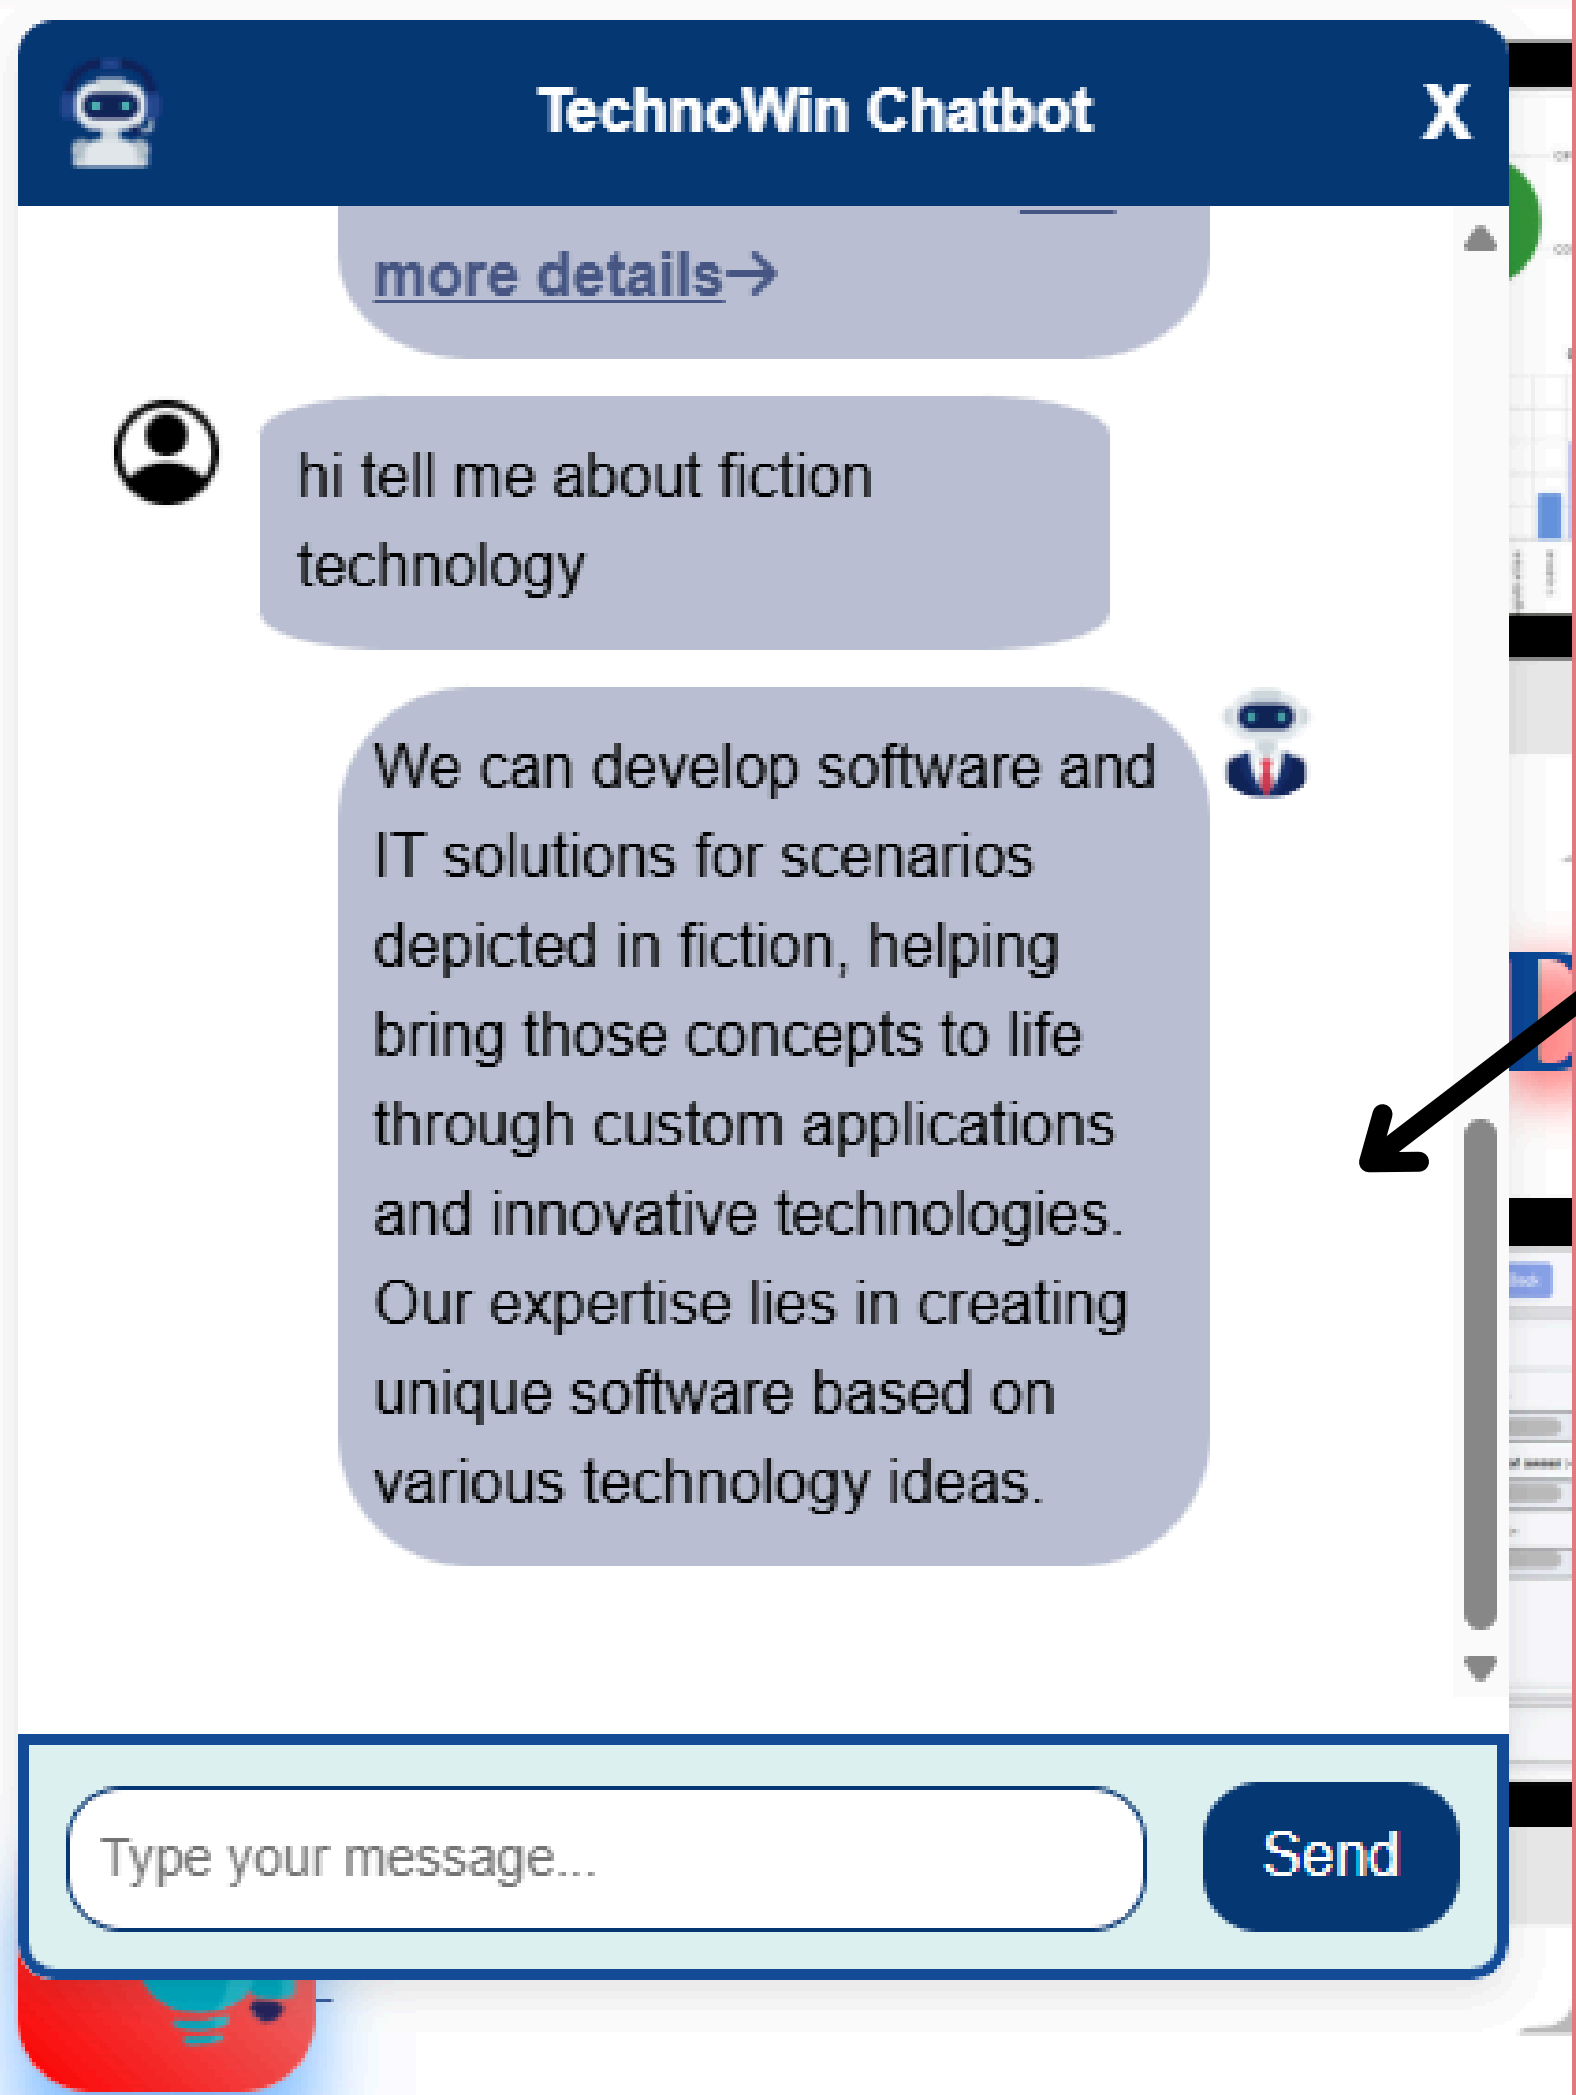 TechnoWin Chatbot
X
more details→
hi tell me about fiction
technology
We can develop software and
IT solutions for scenarios
depicted in fiction, helping
bring those concepts to life
through custom applications
and innovative technologies.
Our expertise lies in creating
unique software based on
various technology ideas.
Type your message...
Send